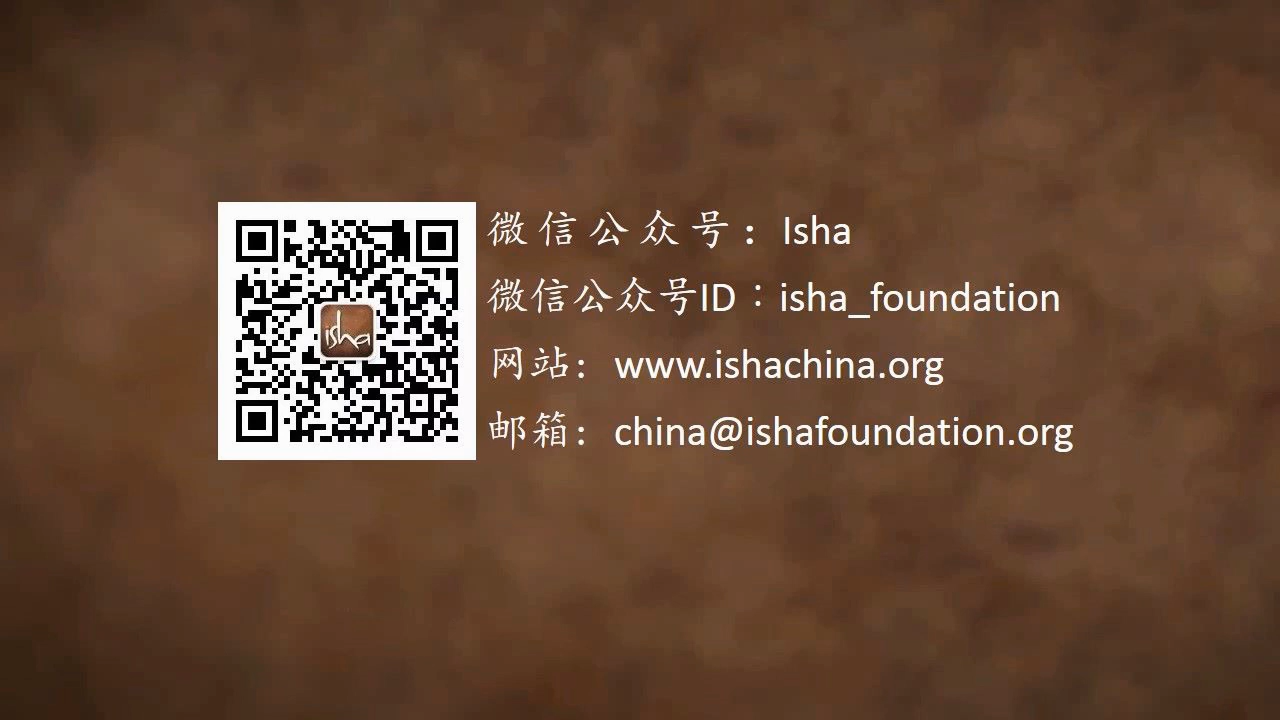 微信公众号：Isha
微信公众号ID：isha_foundation
isha
网站：www.ishachina.org
邮箱：china@ishafoundation.org